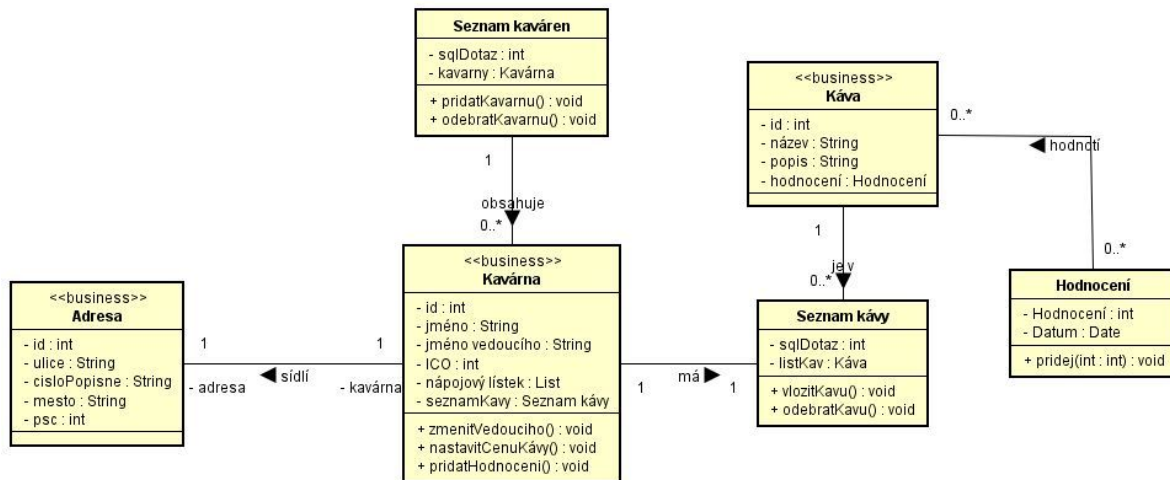 Seznam kaváren
- sqlDotaz : int
- kavarny : Kavárna
+ pridatKavarnu() : void
+ odebratKavarnu() : void
1
obsahuje
0..*
<<business>>
Káva
- id : int
- název : String
- popis : String
- hodnocení : Hodnocení
0..*
hodnotí
0..*
1
je v
0..*
<<business>>
Adresa
- id : int
- ulice : String
- cisloPopisne : String
- mesto : String
- psc : int
1
- adresa
sídlí
1
- kavárna
<<business>>
Kavárna
- id : int
- jméno : String
- jméno vedoucího : String
- ICO : int
- nápojový lístek : List
- seznamKavy : Seznam kávy
+ zmenitVedouciho() : void
+ nastavitCenuKávy() : void
+ pridatHodnoceni() : void
1
má
1
Seznam kávy
- sqlDotaz : int
- listKav : Káva
+ vlozitKavu() : void
+ odebratKavu() : void
Hodnocení
- Hodnocení : int
- Datum : Date
+ pridej(int : int) : void